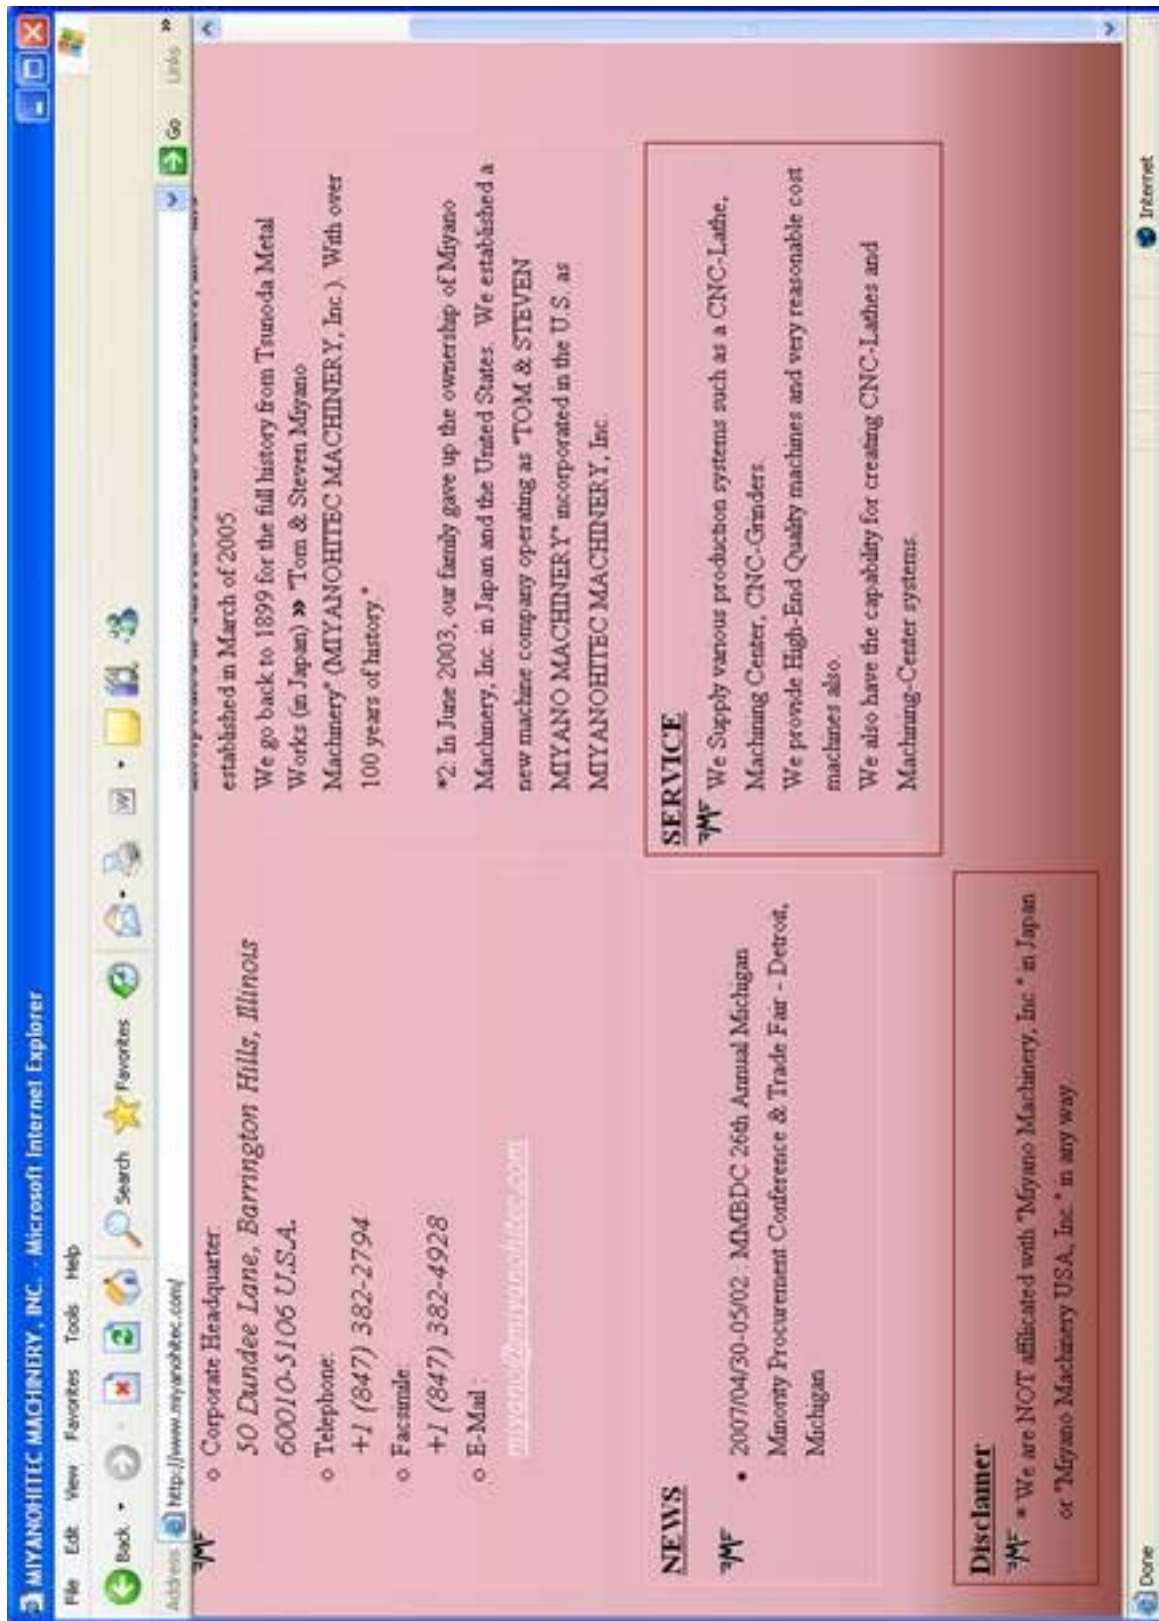 MIYANOHITEC MACHINERY , INC. - Microsoft Internet Explorer
File Edit View Favorites Tools Help
Back Search Favorites
Address http://www.miyanohitec.com/ Go Links »
Corporate Headquarter:
50 Dundee Lane, Barrington Hills, Illinois
60010-5106 U.S.A.
Telephone:
+1 (847) 382-2794
Facsimile:
+1 (847) 382-4928
E-Mail :
miyano2@miyanohitec.com
established in March of 2005
We go back to 1899 for the full history from Tsunoda Metal
Works (in Japan) » "Tom & Steven Miyano
Machinery" (MIYANOHITEC MACHINERY, Inc.). With over
100 years of history."
*2. In June 2003, our family gave up the ownership of Miyano
Machinery, Inc. in Japan and the United States. We established a
new machine company operating as "TOM & STEVEN
MIYANO MACHINERY" incorporated in the U.S. as
MIYANOHITEC MACHINERY, Inc.
NEWS
• 2007/04/30-05/02 : MMBDC 26th Annual Michigan
Minority Procurement Conference & Trade Fair - Detroit,
Michigan
SERVICE
We Supply various production systems such as a CNC-Lathe,
Machining Center, CNC-Grinders.
We provide High-End Quality machines and very reasonable cost
machines also.
We also have the capability for creating CNC-Lathes and
Machining-Center systems.
Disclamer
* We are NOT affilicated with "Miyano Machinery, Inc." in Japan
or "Miyano Machinery USA, Inc." in any way.
Done Internet